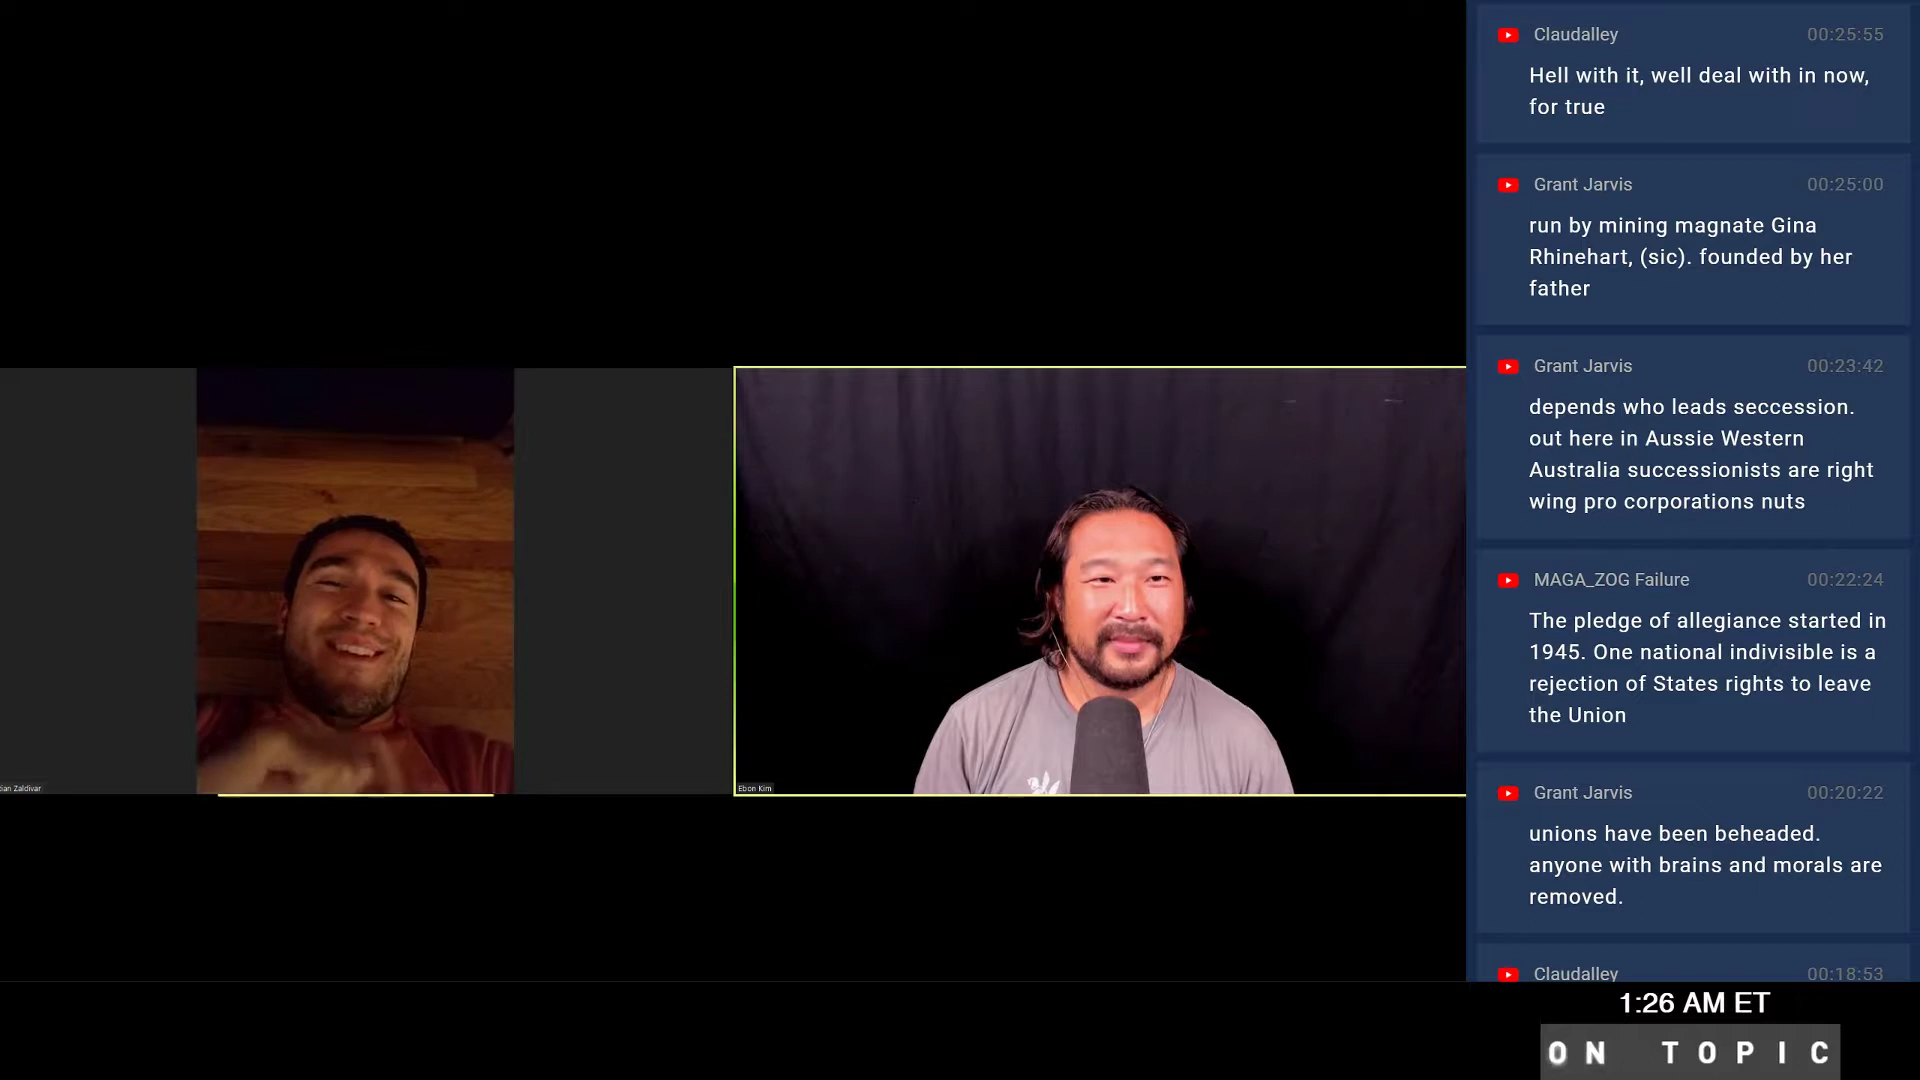 Claudalley 00:25:55
Hell with it, well deal with in now,
for true
Grant Jarvis 00:25:00
run by mining magnate Gina
Rhinehart, (sic). founded by her
father
Grant Jarvis 00:23:42
depends who leads seccession.
out here in Aussie Western
Australia successionists are right
wing pro corporations nuts
MAGA_ZOG Failure 00:22:24
The pledge of allegiance started in
1945. One national indivisible is a
rejection of States rights to leave
the Union
Grant Jarvis 00:20:22
unions have been beheaded.
anyone with brains and morals are
removed.
Claudalley 00:18:53
ian Zaldivar
Ebon Kim
1:26 AM ET
ON TOPIC